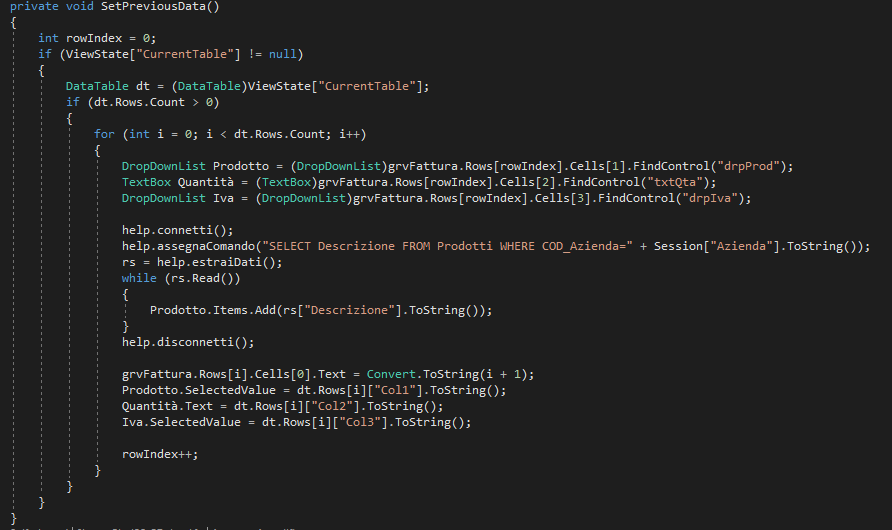 private void SetPreviousData()
{
int rowIndex = 0;
if (ViewState["CurrentTable"] != null)
{
DataTable dt = (DataTable)ViewState["CurrentTable"];
if (dt.Rows.Count > 0)
{
for (int i = 0; i < dt.Rows.Count; i++)
{
DropDownList Prodotto = (DropDownList)grvFattura.Rows[rowIndex].Cells[1].FindControl("drpProd");
TextBox Quantità = (TextBox)grvFattura.Rows[rowIndex].Cells[2].FindControl("txtQta");
DropDownList Iva = (DropDownList)grvFattura.Rows[rowIndex].Cells[3].FindControl("drpIva");
help.connetti();
help.assegnaComando("SELECT Descrizione FROM Prodotti WHERE COD_Azienda=" + Session["Azienda"].ToString());
rs = help.estraiDati();
while (rs.Read())
{
Prodotto.Items.Add(rs["Descrizione"].ToString());
}
help.disconnetti();
grvFattura.Rows[i].Cells[0].Text = Convert.ToString(i + 1);
Prodotto.SelectedValue = dt.Rows[i]["Col1"].ToString();
Quantità.Text = dt.Rows[i]["Col2"].ToString();
Iva.SelectedValue = dt.Rows[i]["Col3"].ToString();
rowIndex++;
}
}
}
}